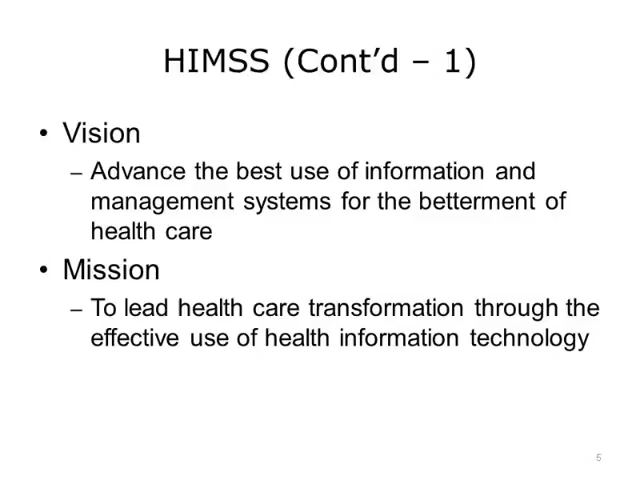 HIMSS (Cont’d – 1)
• Vision
– Advance the best use of information and
management systems for the betterment of
health care
• Mission
– To lead health care transformation through the
effective use of health information technology
5